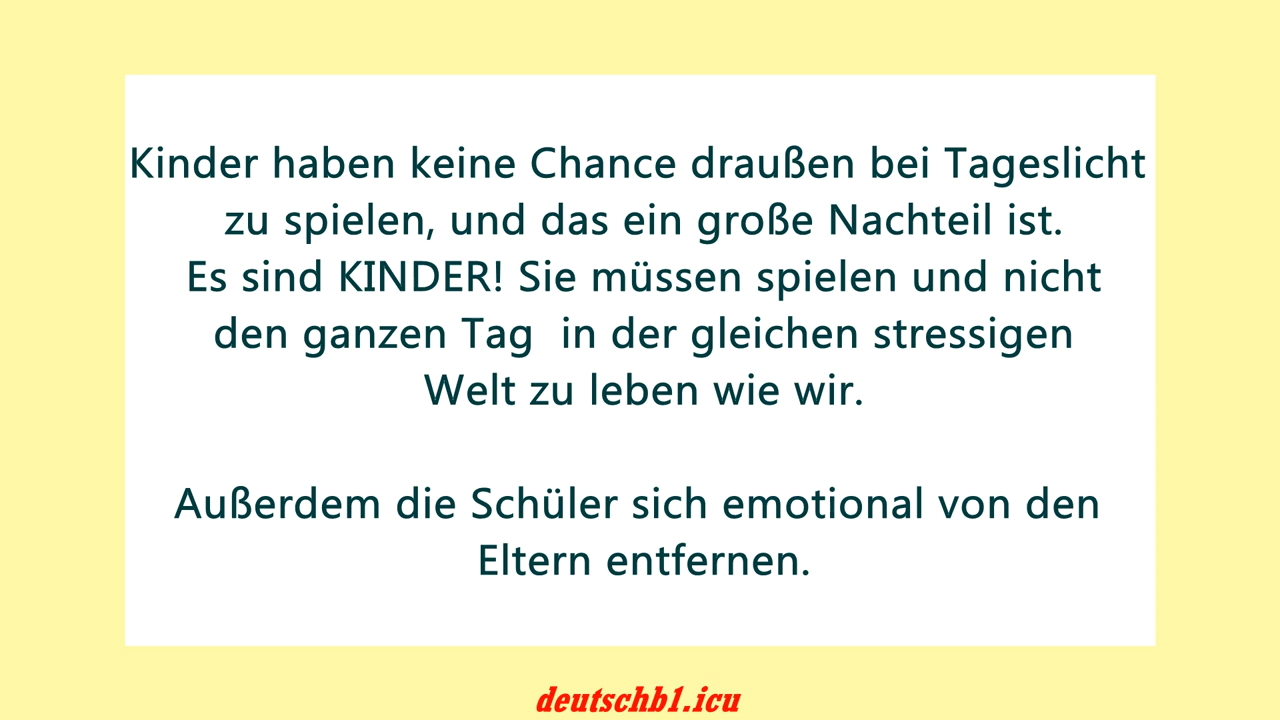 Kinder haben keine Chance draußen bei Tageslicht
zu spielen, und das ein große Nachteil ist.
Es sind KINDER! Sie müssen spielen und nicht
den ganzen Tag  in der gleichen stressigen
Welt zu leben wie wir.
Außerdem die Schüler sich emotional von den
Eltern entfernen.
deutschb1.icu